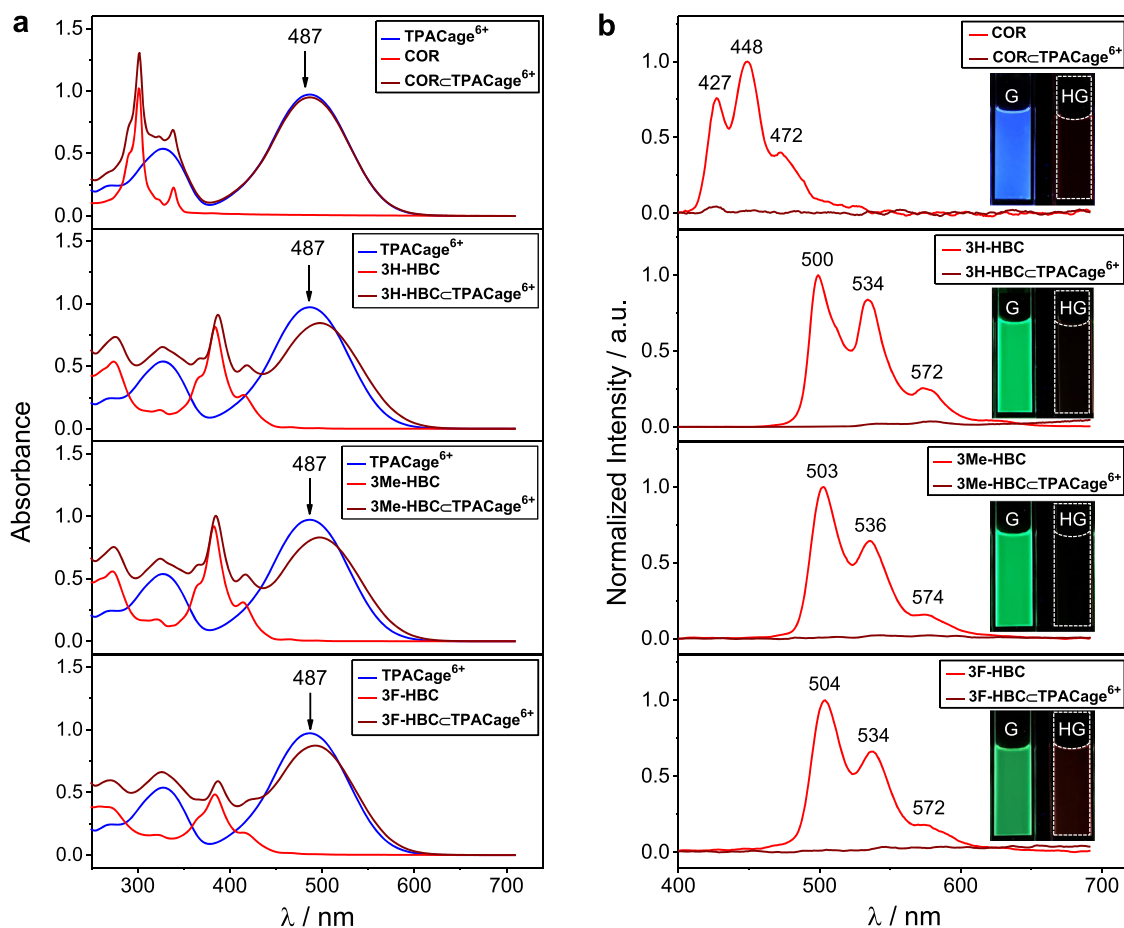 a
Absorbance
1.5
1.0
0.5
0.0
487
TPACage6+
COR
COR⊂TPACage6+
1.5
1.0
0.5
0.0
487
TPACage6+
3H-HBC
3H-HBC⊂TPACage6+
1.5
1.0
0.5
0.0
487
TPACage6+
3Me-HBC
3Me-HBC⊂TPACage6+
1.5
1.0
0.5
0.0
487
TPACage6+
3F-HBC
3F-HBC⊂TPACage6+
300 400 500 600 700
λ / nm
b
Normalized Intensity / a.u.
1.0
0.5
0.0
427 448 472
COR
COR⊂TPACage6+
G HG
1.0
0.5
0.0
500 534 572
3H-HBC
3H-HBC⊂TPACage6+
G HG
1.0
0.5
0.0
503 536 574
3Me-HBC
3Me-HBC⊂TPACage6+
G HG
1.0
0.5
0.0
504 534 572
3F-HBC
3F-HBC⊂TPACage6+
G HG
400 500 600 700
λ / nm